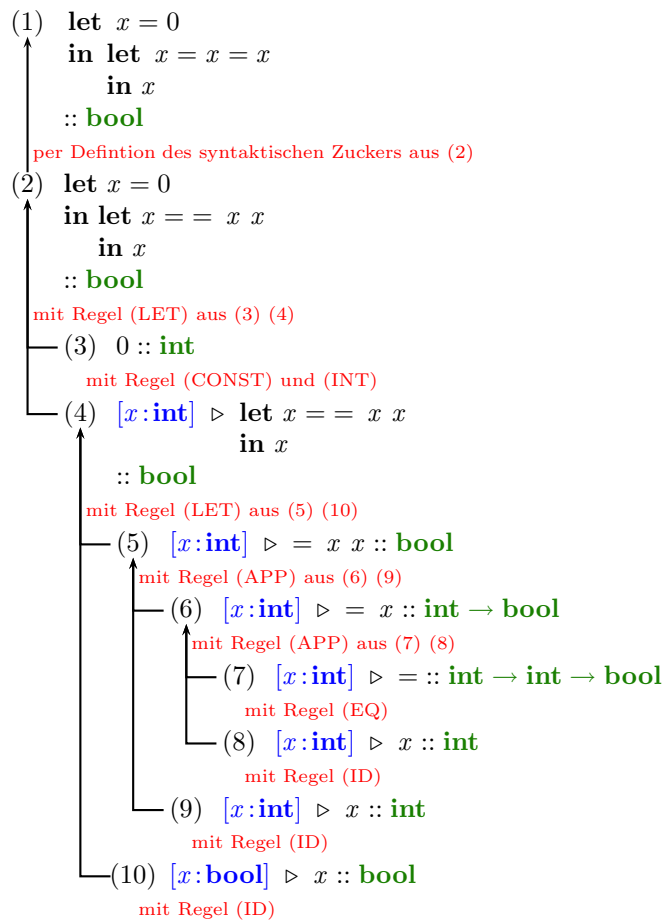 (1) let x = 0
in let x = x = x
in x
:: bool
per Defintion des syntaktischen Zuckers aus (2)
(2) let x = 0
in let x = = x x
in x
:: bool
mit Regel (LET) aus (3) (4)
(3) 0 :: int
mit Regel (CONST) und (INT)
(4) [x : int] ▷ let x = = x x
in x
:: bool
mit Regel (LET) aus (5) (10)
(5) [x : int] ▷ = x x :: bool
mit Regel (APP) aus (6) (9)
(6) [x : int] ▷ = x :: int → bool
mit Regel (APP) aus (7) (8)
(7) [x : int] ▷ = :: int → int → bool
mit Regel (EQ)
(8) [x : int] ▷ x :: int
mit Regel (ID)
(9) [x : int] ▷ x :: int
mit Regel (ID)
(10) [x : bool] ▷ x :: bool
mit Regel (ID)